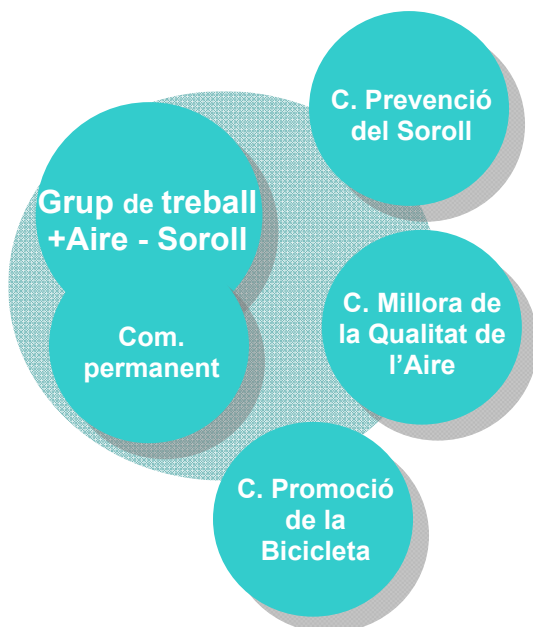 C. Prevenció
del Soroll
Grup de treball
+Aire - Soroll
Com.
permanent
C. Millora de
la Qualitat de
l’Aire
C. Promoció
de la
Bicicleta